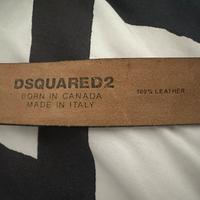 DSQUARED2
BORN IN CANADA
MADE IN ITALY
100% LEATHER